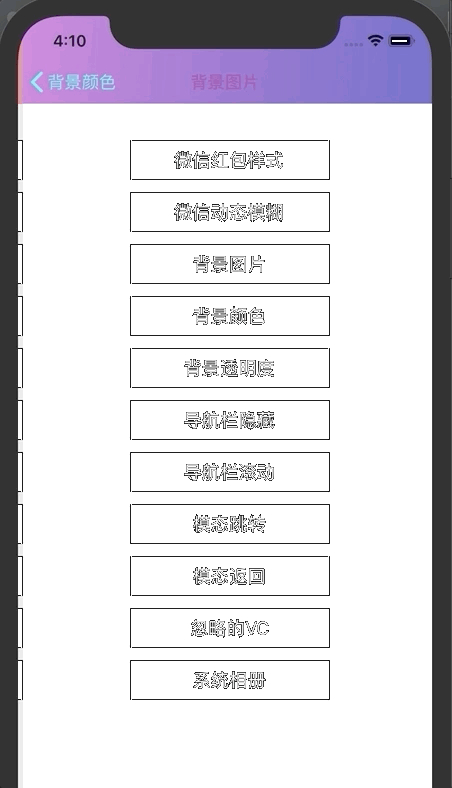 4:10
背景颜色
背景图片
微信红包样式
微信动态模糊
背景图片
背景颜色
背景透明度
导航栏隐藏
导航栏滚动
模态跳转
模态返回
忽略的VC
系统相册